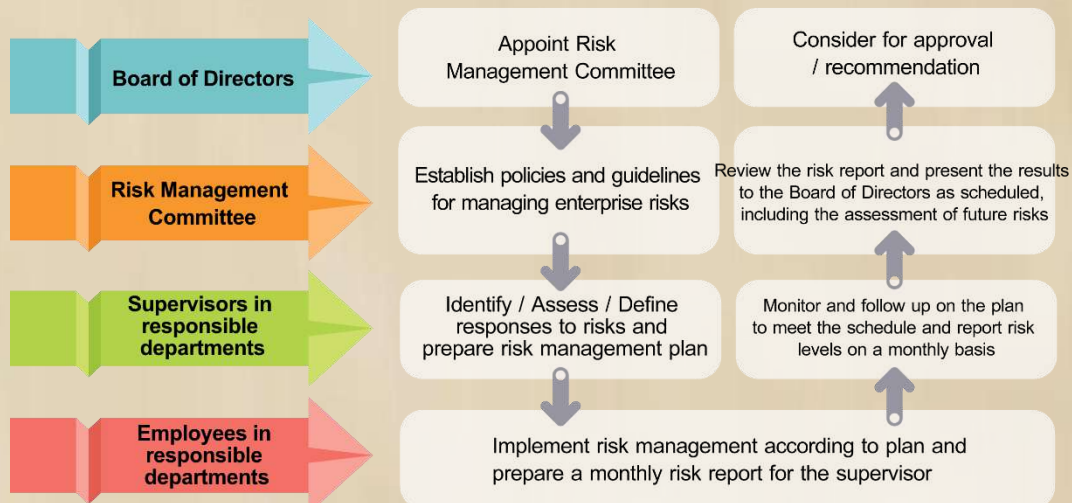 Board of Directors
Appoint Risk
Management Committee
Consider for approval
/ recommendation
Risk Management
Committee
Establish policies and guidelines
for managing enterprise risks
Review the risk report and present the results
to the Board of Directors as scheduled,
including the assessment of future risks
Supervisors in
responsible
departments
Identify / Assess / Define
responses to risks and
prepare risk management plan
Monitor and follow up on the plan
to meet the schedule and report risk
levels on a monthly basis
Employees in
responsible
departments
Implement risk management according to plan and
prepare a monthly risk report for the supervisor